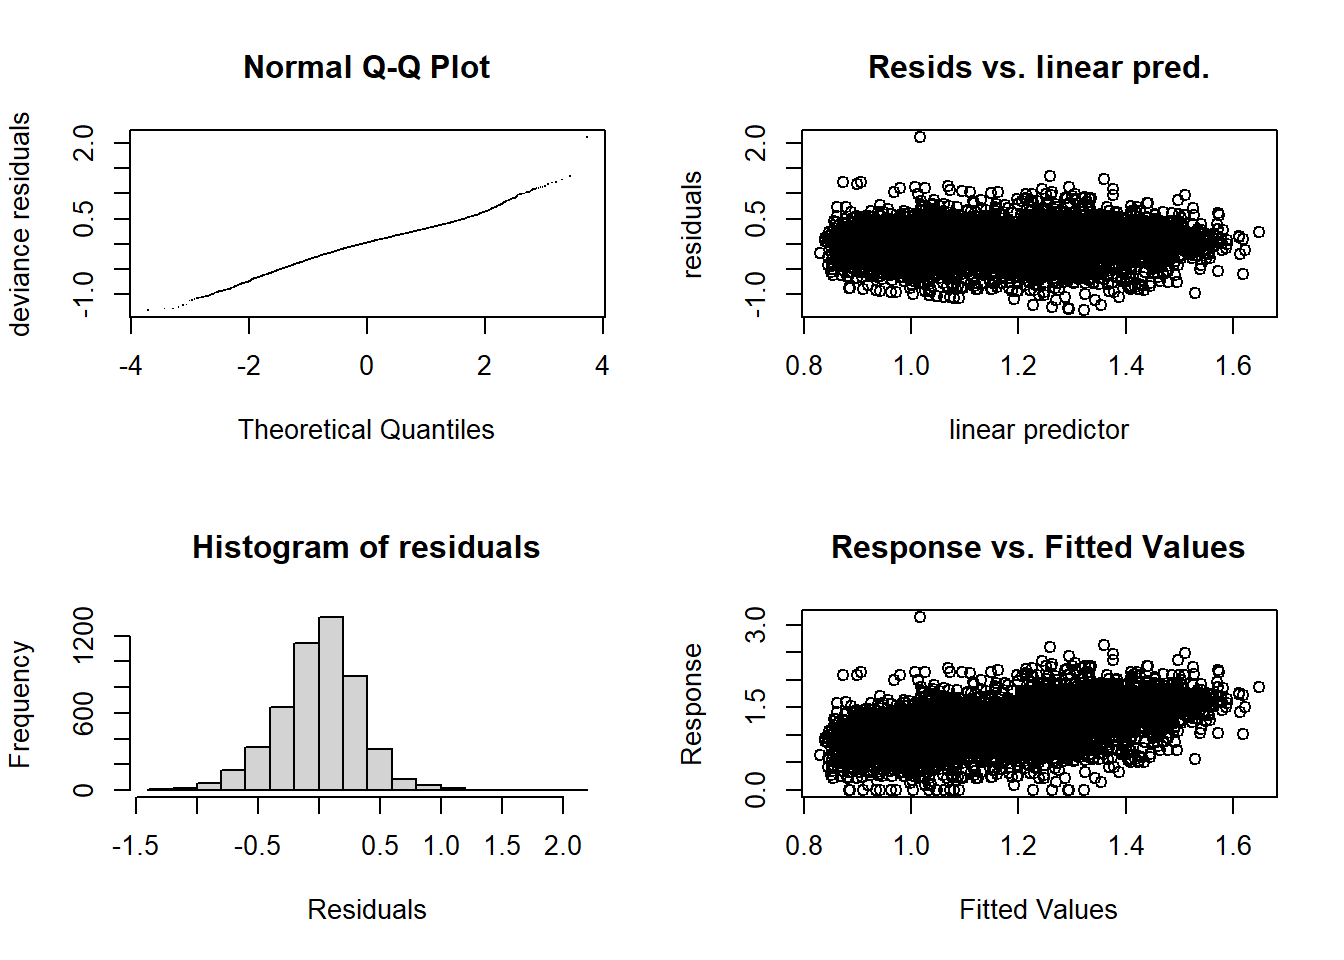 Normal Q-Q Plot
deviance residuals
-1.0 0.5 2.0
-4 -2 0 2 4
Theoretical Quantiles
Resids vs. linear pred.
residuals
-1.0 0.5 2.0
0.8 1.0 1.2 1.4 1.6
linear predictor
Histogram of residuals
Frequency
0 600 1200
-1.5 -0.5 0.5 1.0 1.5 2.0
Residuals
Response vs. Fitted Values
Response
0.0 1.5 3.0
0.8 1.0 1.2 1.4 1.6
Fitted Values